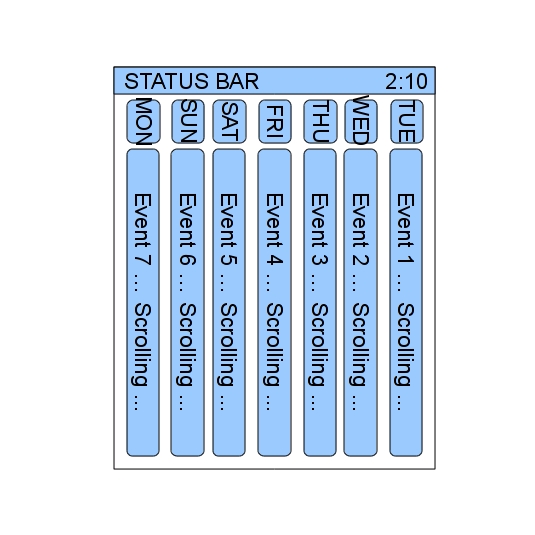 STATUS BAR 2:10
TUE
Event 1 ... Scrolling ...
WED
Event 2 ... Scrolling ...
THU
Event 3 ... Scrolling ...
FRI
Event 4 ... Scrolling ...
SAT
Event 5 ... Scrolling ...
SUN
Event 6 ... Scrolling ...
MON
Event 7 ... Scrolling ...